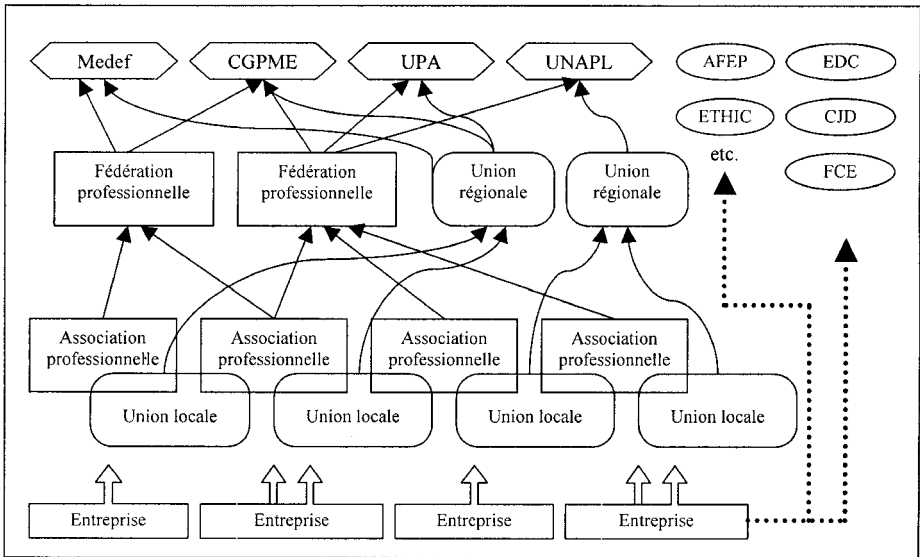 Medef
CGPME
UPA
UNAPL
AFEP
EDC
ETHIC
CJD
etc.
FCE
Fédération
professionnelle
Fédération
professionnelle
Union
régionale
Union
régionale
Association
professionnelle
Association
professionnelle
Association
professionnelle
Association
professionnelle
Union locale
Union locale
Union locale
Union locale
Entreprise
Entreprise
Entreprise
Entreprise